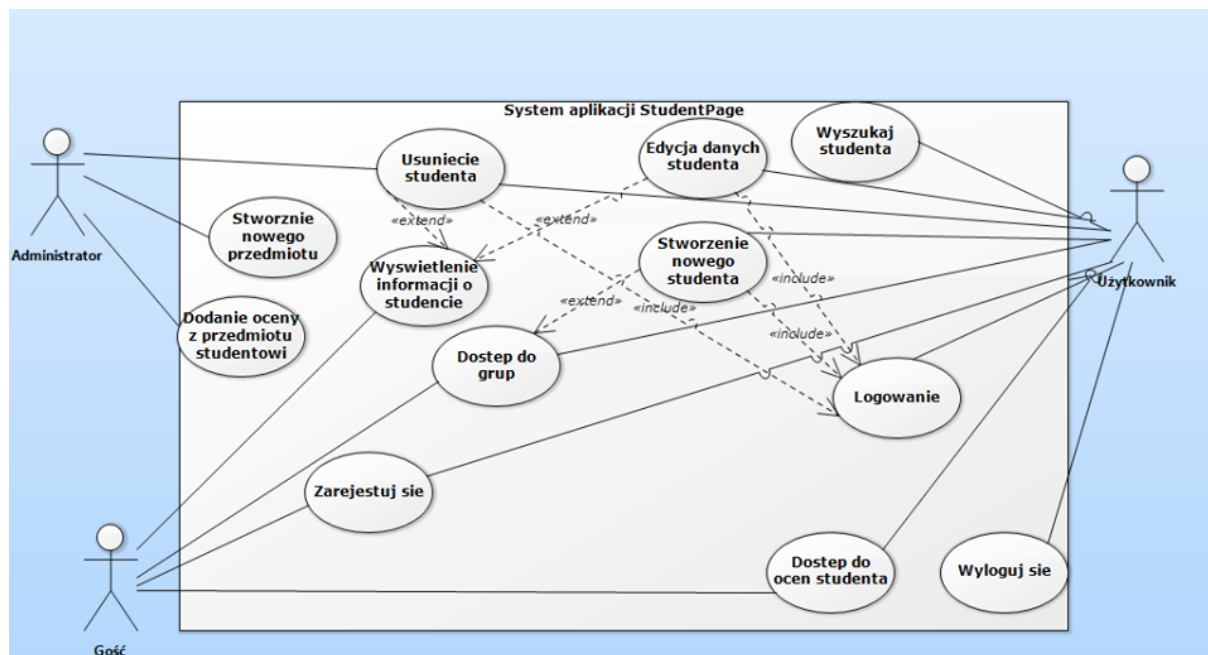 System aplikacji StudentPage
Usuniecie
studenta
Edycja danych
studenta
Wyszukaj
studenta
«extend»
«extend»
Stworznie
nowego
przedmiotu
Stworzenie
nowego
studenta
Administrator
Wyswietlenie
informacji o
studencie
«include»
Użytkownik
«extend»
«include»
Dodanie oceny
z przedmiotu
studentowi
«include»
Dostep do
grup
Logowanie
Zarejestuj sie
Dostep do
ocen studenta
Wyloguj sie
Gość